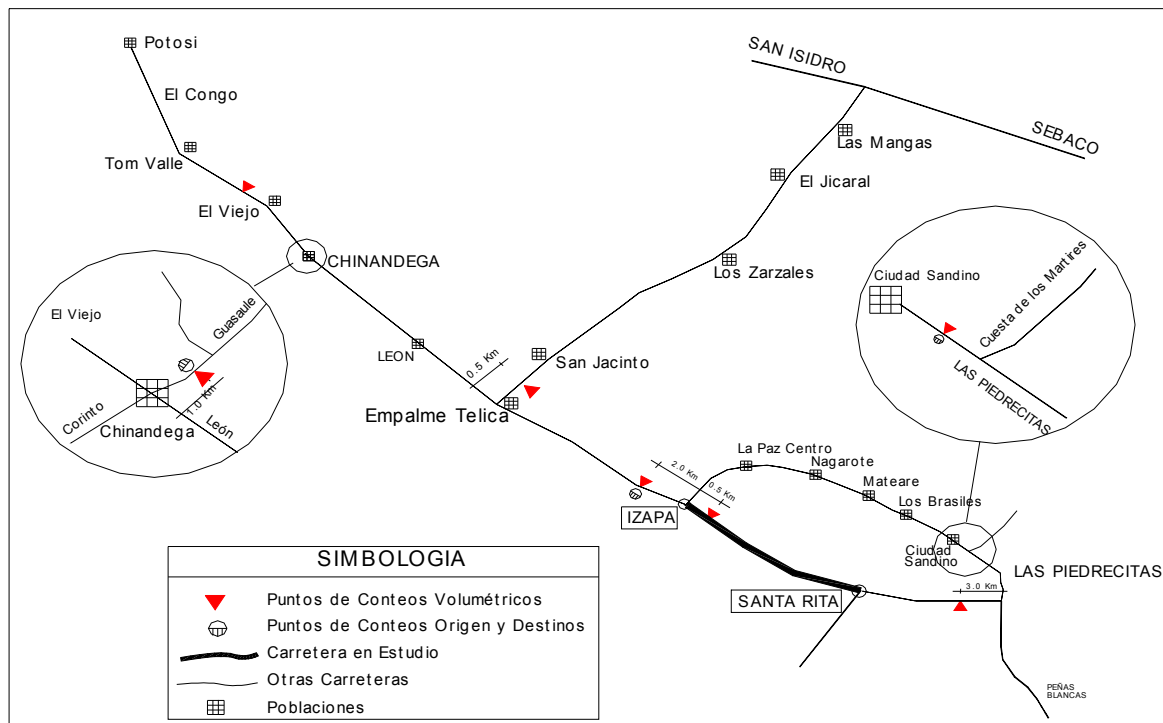 Potosi
El Congo
Tom Valle
El Viejo
CHINANDEGA
LEON
0.5 Km
San Jacinto
Empalme Telica
SAN ISIDRO
SEBACO
Las Mangas
El Jicaral
Los Zarzales
El Viejo
Guasaule
Corinto
1.0 Km
León
Chinandega
Ciudad Sandino
Cuesta de los Martires
LAS PIEDRECITAS
La Paz Centro
Nagarote
Mateare
Los Brasiles
Ciudad
Sandino
2.0 Km
0.5 Km
IZAPA
SANTA RITA
LAS PIEDRECITAS
3.0 Km
PEÑAS
BLANCAS
SIMBOLOGIA
Puntos de Conteos Volumétricos
Puntos de Conteos Origen y Destinos
Carretera en Estudio
Otras Carreteras
Poblaciones